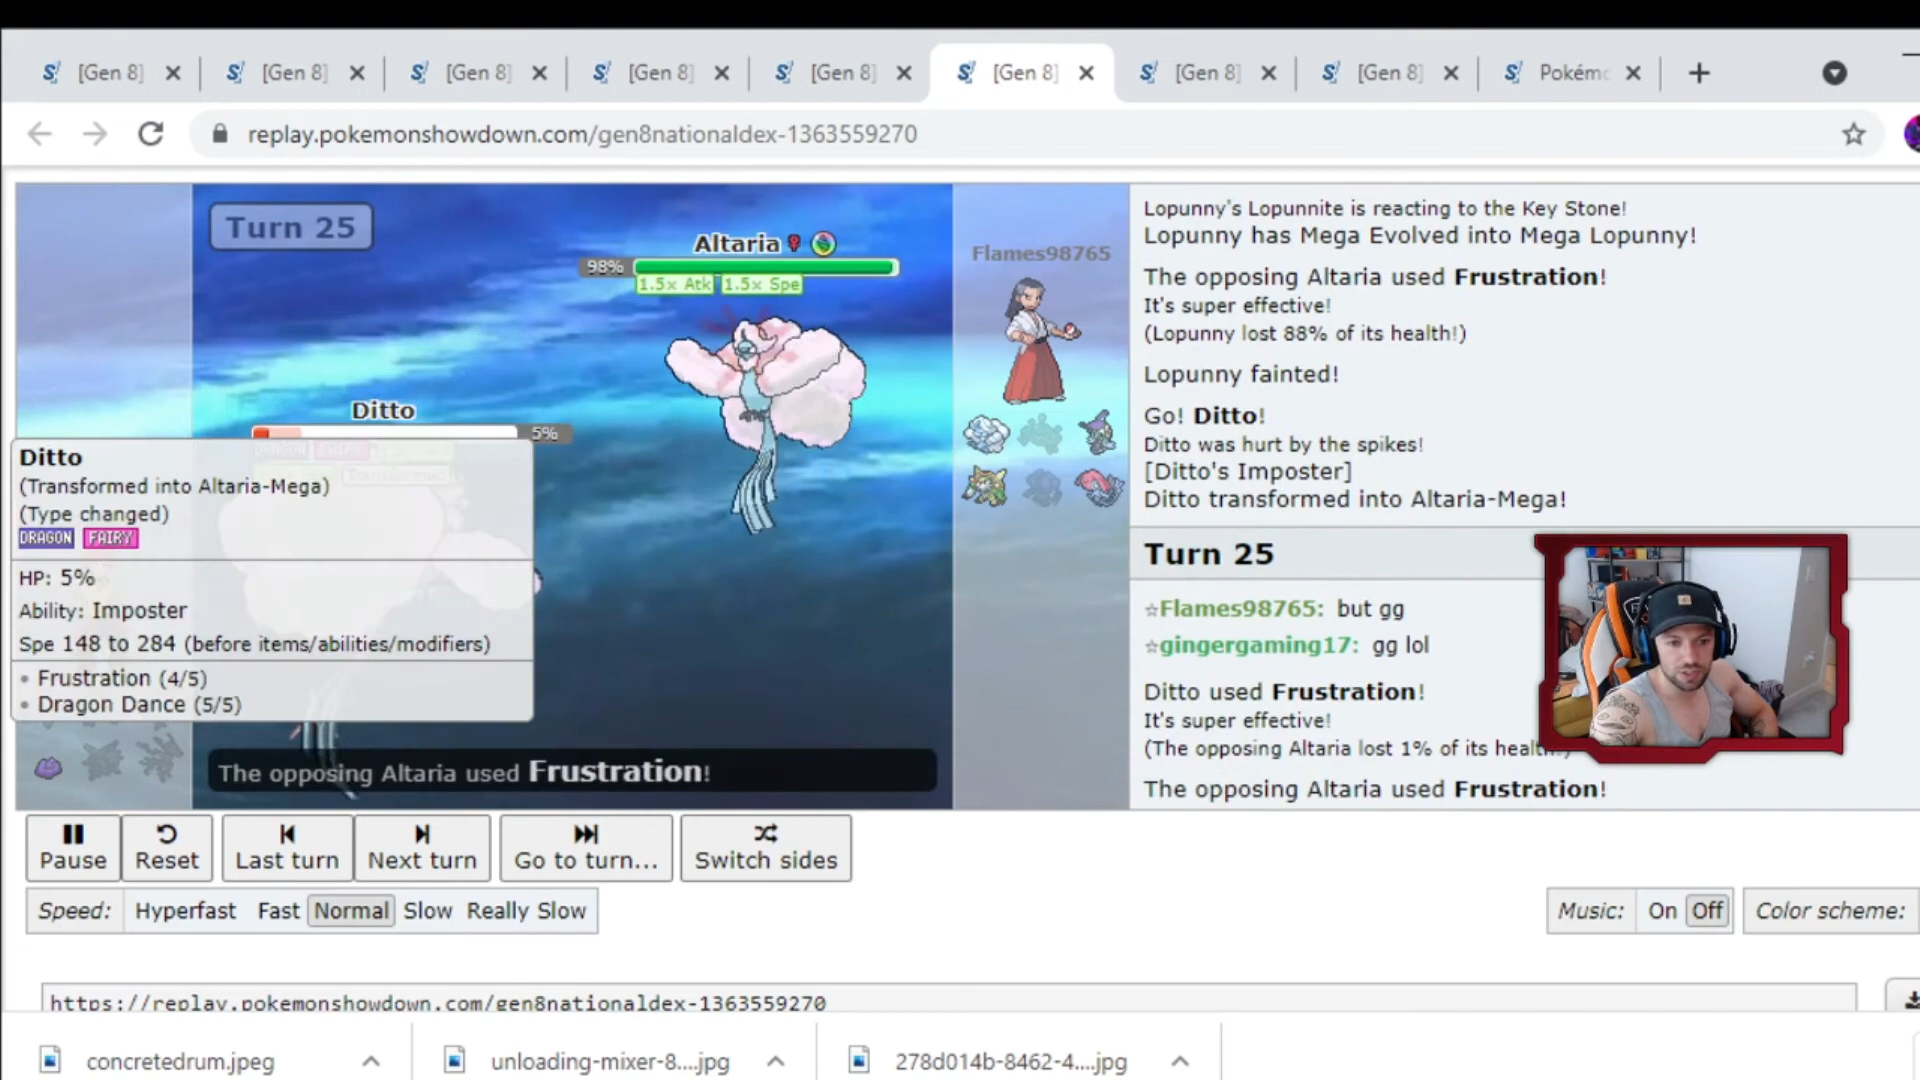 [Gen 8] [Gen 8] [Gen 8] [Gen 8] [Gen 8] [Gen 8] [Gen 8] [Gen 8] Pokém
replay.pokemonshowdown.com/gen8nationaldex-1363559270
Turn 25
Altaria
98%
1.5× Atk 1.5× Spe
Flames98765
Ditto
5%
Ditto
(Transformed into Altaria-Mega)
(Type changed)
DRAGON FAIRY
HP: 5%
Ability: Imposter
Spe 148 to 284 (before items/abilities/modifiers)
• Frustration (4/5)
• Dragon Dance (5/5)
The opposing Altaria used Frustration!
Lopunny's Lopunnite is reacting to the Key Stone!
Lopunny has Mega Evolved into Mega Lopunny!
The opposing Altaria used Frustration!
It's super effective!
(Lopunny lost 88% of its health!)
Lopunny fainted!
Go! Ditto!
Ditto was hurt by the spikes!
[Ditto's Imposter]
Ditto transformed into Altaria-Mega!
Turn 25
☆Flames98765: but gg
☆gingergaming17: gg lol
Ditto used Frustration!
It's super effective!
(The opposing Altaria lost 1% of its health!)
The opposing Altaria used Frustration!
Pause Reset Last turn Next turn Go to turn... Switch sides
Speed: Hyperfast Fast Normal Slow Really Slow
Music: On Off Color scheme:
https://replay.pokemonshowdown.com/gen8nationaldex-1363559270
concretedrum.jpeg unloading-mixer-8....jpg 278d014b-8462-4....jpg